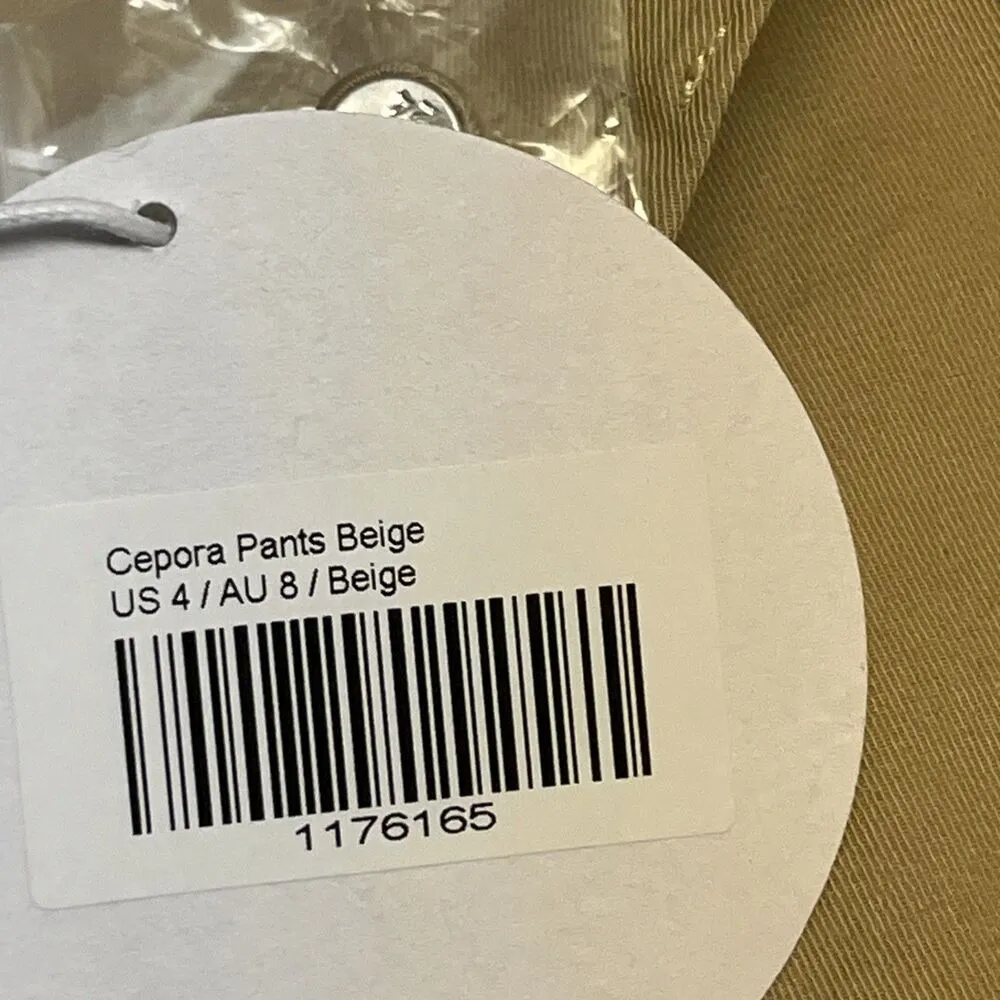 Cepora Pants Beige
US 4 / AU 8 / Beige
1176165